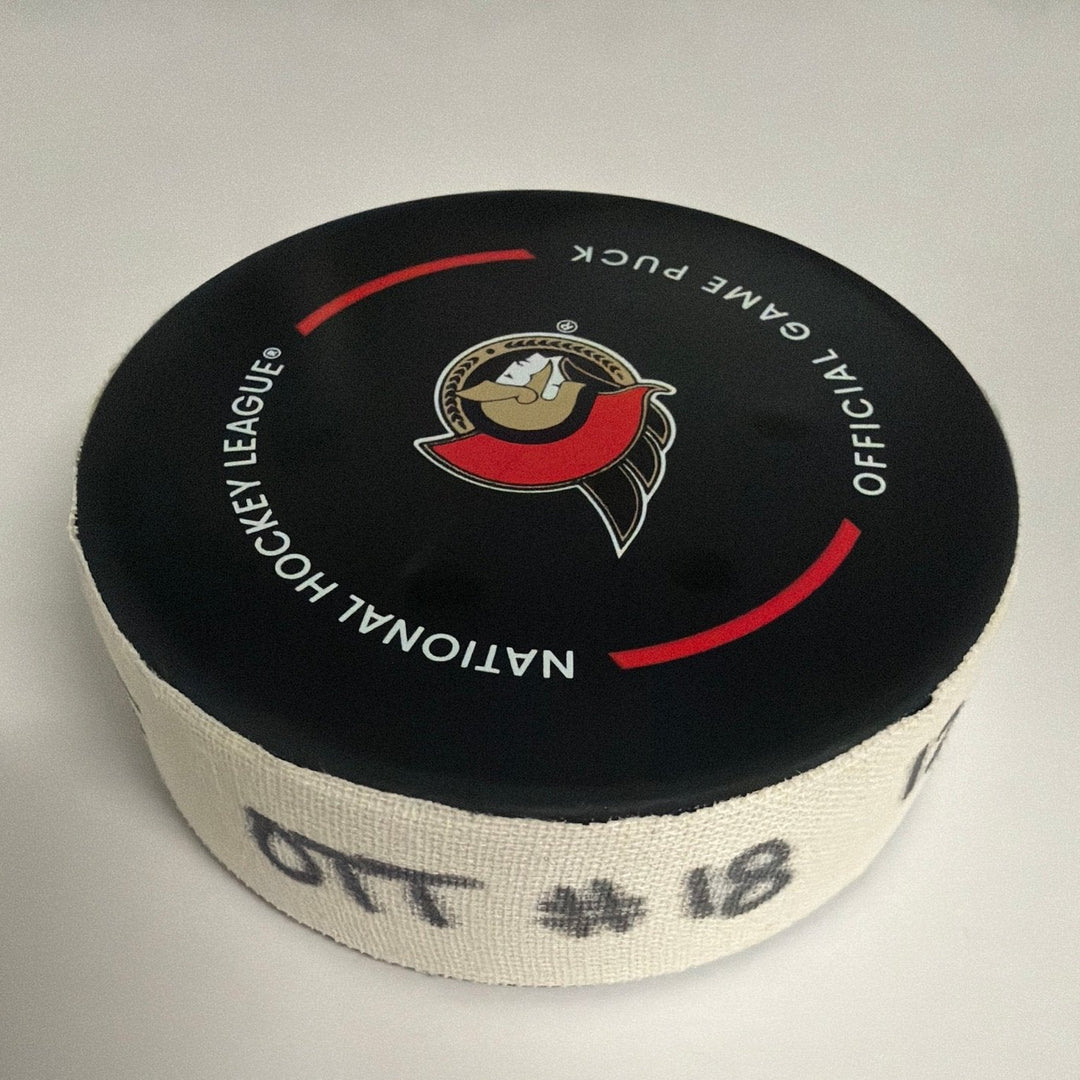 NATIONAL HOCKEY LEAGUE®
OFFICIAL GAME PUCK
®
OTT #18